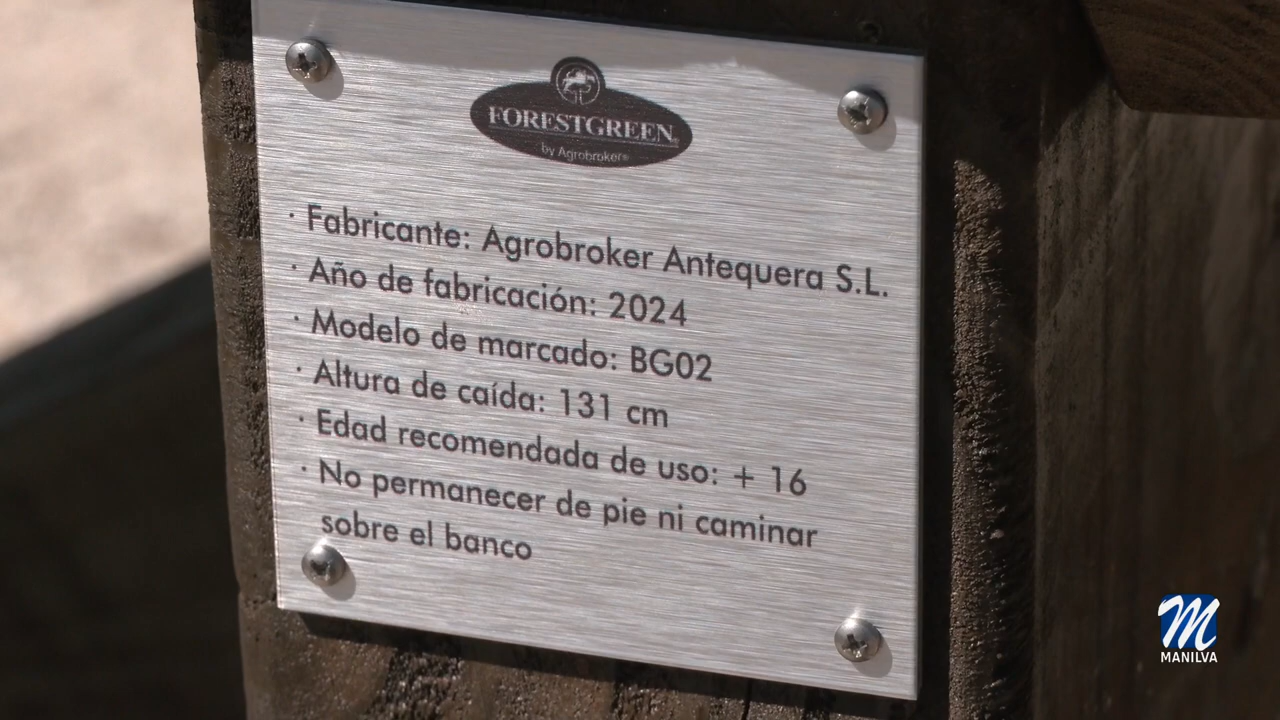 FORESTGREEN
by Agrobroker®
· Fabricante: Agrobroker Antequera S.L.
· Año de fabricación: 2024
· Modelo de marcado: BG02
· Altura de caída: 131 cm
· Edad recomendada de uso: + 16
· No permanecer de pie ni caminar
sobre el banco
M
MANILVA